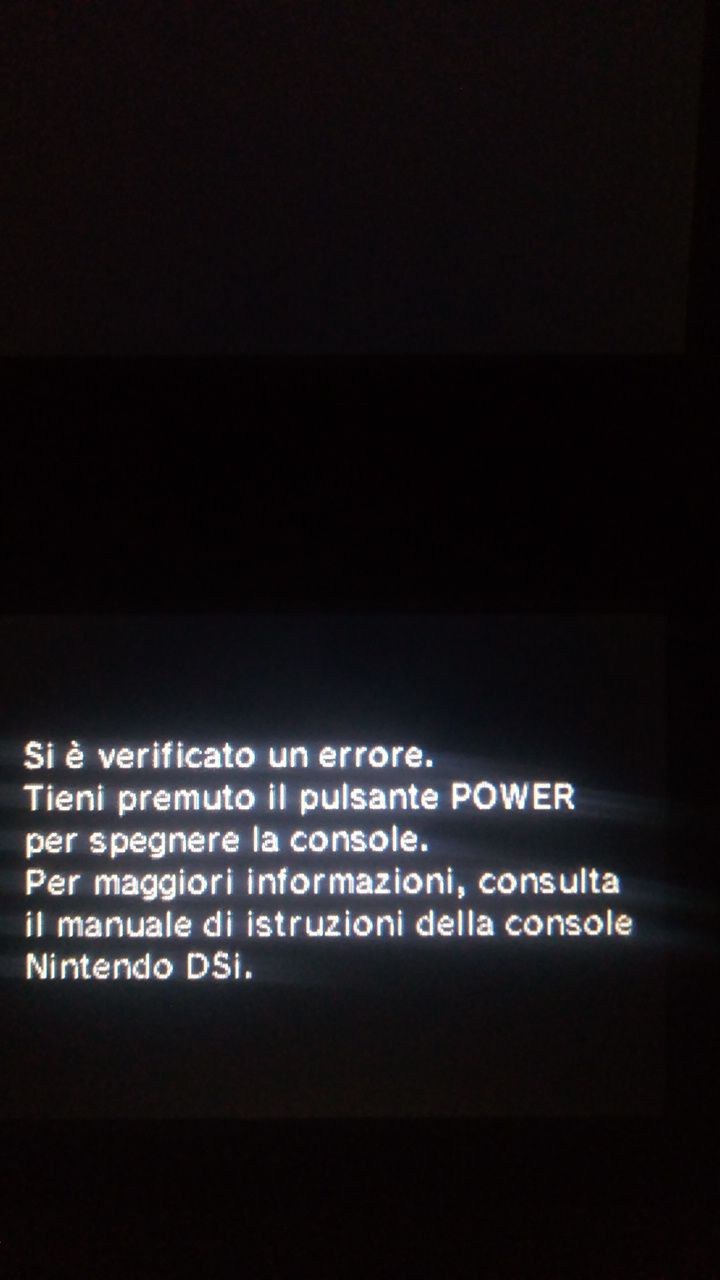 Si è verificato un errore.
Tieni premuto il pulsante POWER
per spegnere la console.
Per maggiori informazioni, consulta
il manuale di istruzioni della console
Nintendo DSi.